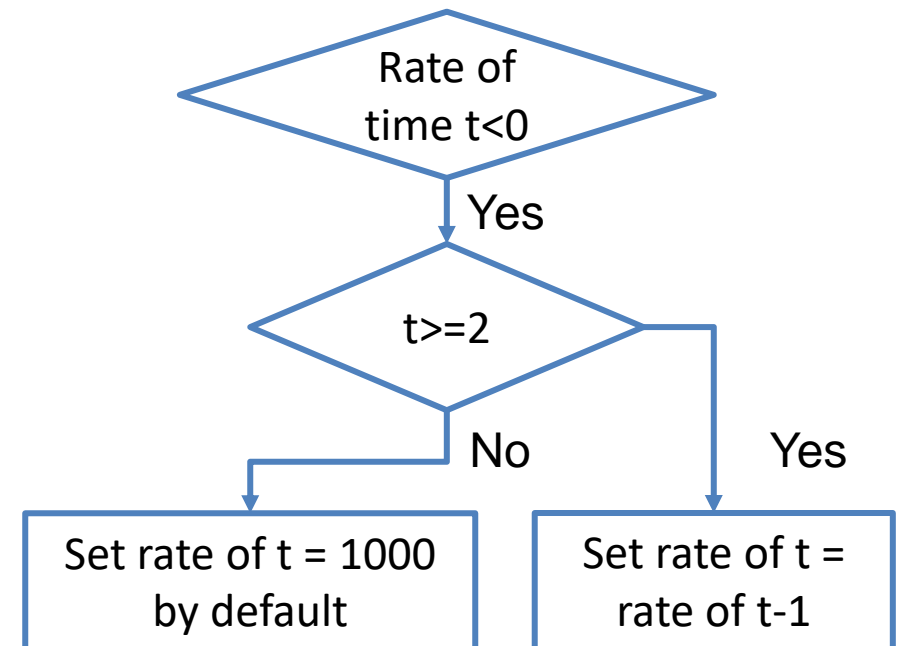 Rate of
time t<0
Yes
t>=2
No
Yes
Set rate of t = 1000
by default
Set rate of t =
rate of t-1